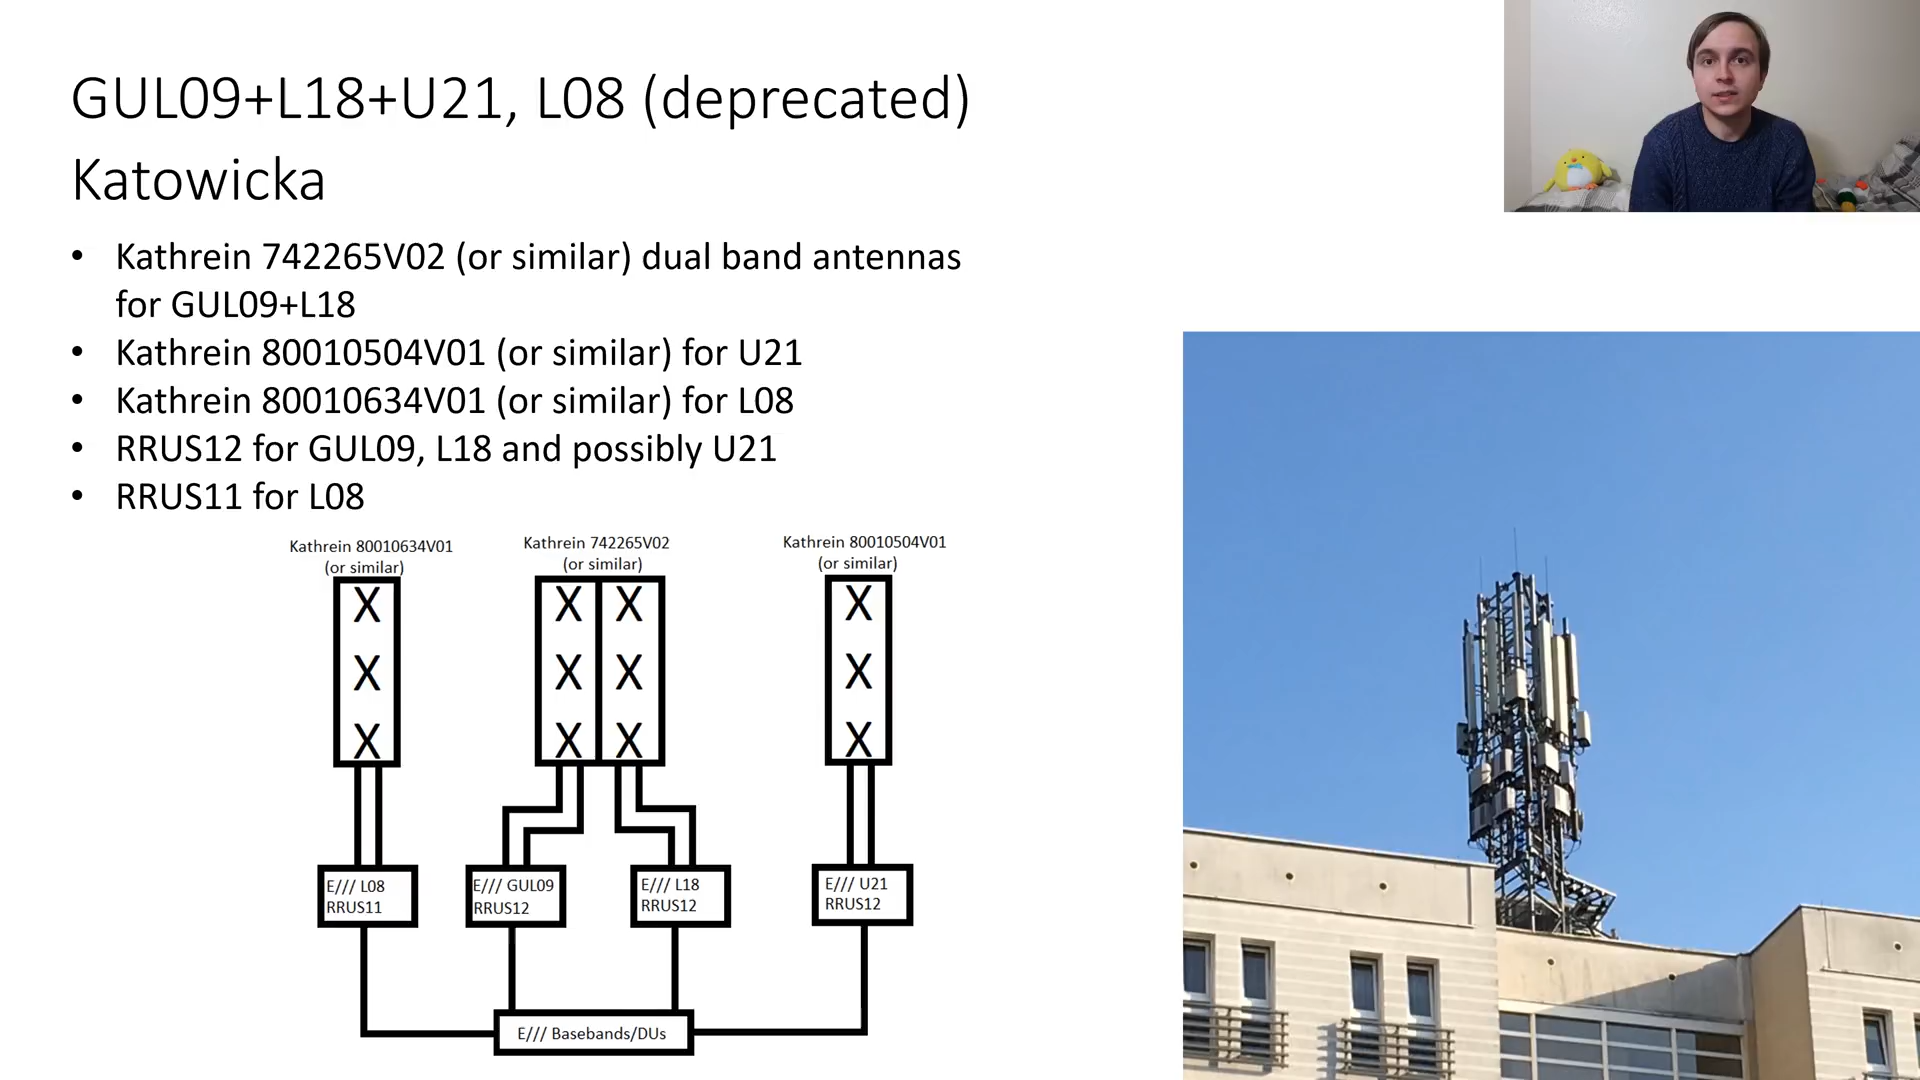 GUL09+L18+U21, L08 (deprecated)
Katowicka
• Kathrein 742265V02 (or similar) dual band antennas
for GUL09+L18
• Kathrein 80010504V01 (or similar) for U21
• Kathrein 80010634V01 (or similar) for L08
• RRUS12 for GUL09, L18 and possibly U21
• RRUS11 for L08
Kathrein 80010634V01
(or similar)
Kathrein 742265V02
(or similar)
Kathrein 80010504V01
(or similar)
X X X X
X X X X
X X X X
E/// L08
RRUS11
E/// GUL09
RRUS12
E/// L18
RRUS12
E/// U21
RRUS12
E/// Basebands/DUs